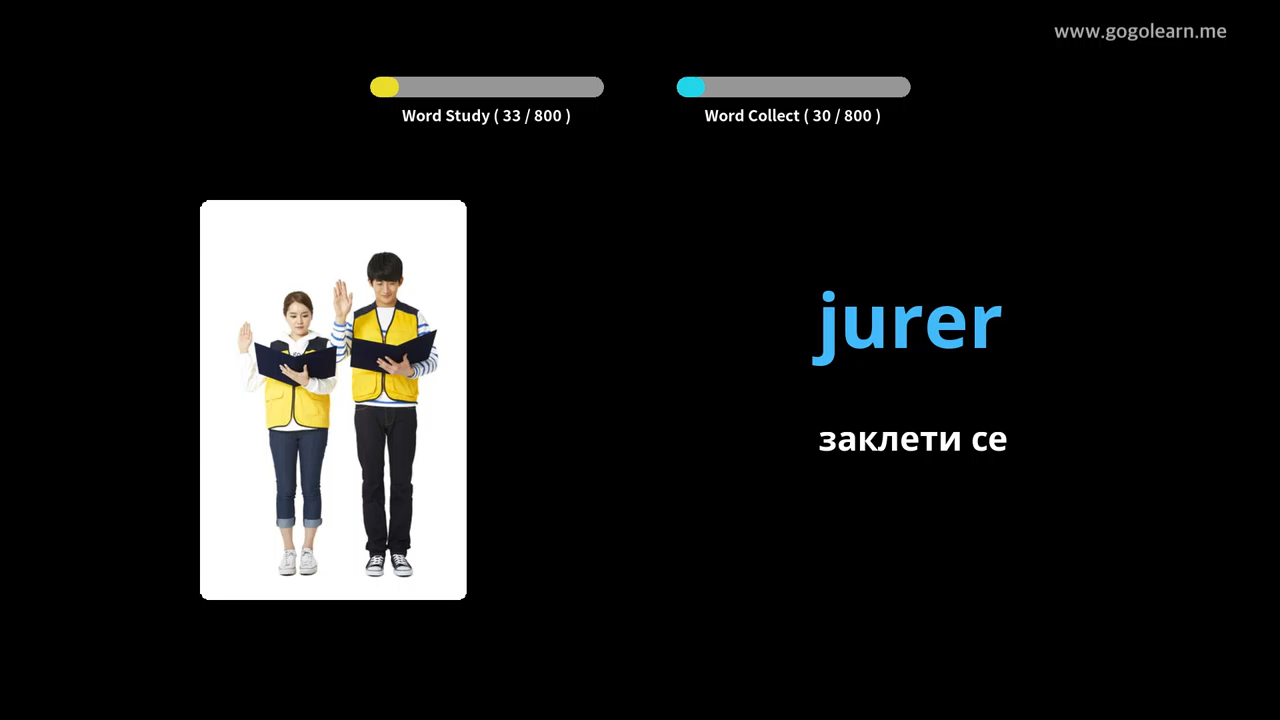 www.gogolearn.me
Word Study ( 33 / 800 )
Word Collect ( 30 / 800 )
jurer
заклети се